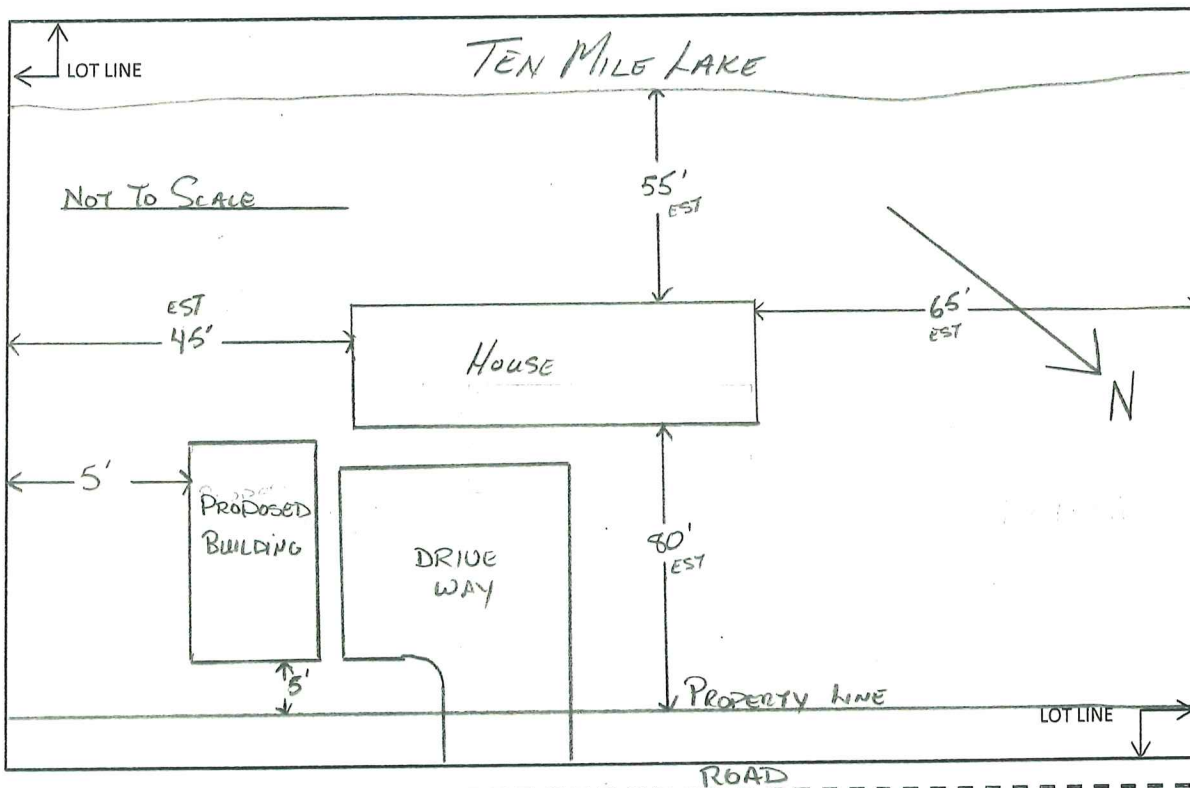 LOT LINE
TEN MILE LAKE
NOT TO SCALE
55'
EST
EST
45'
65'
EST
HOUSE
N
5'
PROPOSED
BUILDING
DRIVE
WAY
80'
EST
5'
PROPERTY LINE
LOT LINE
ROAD